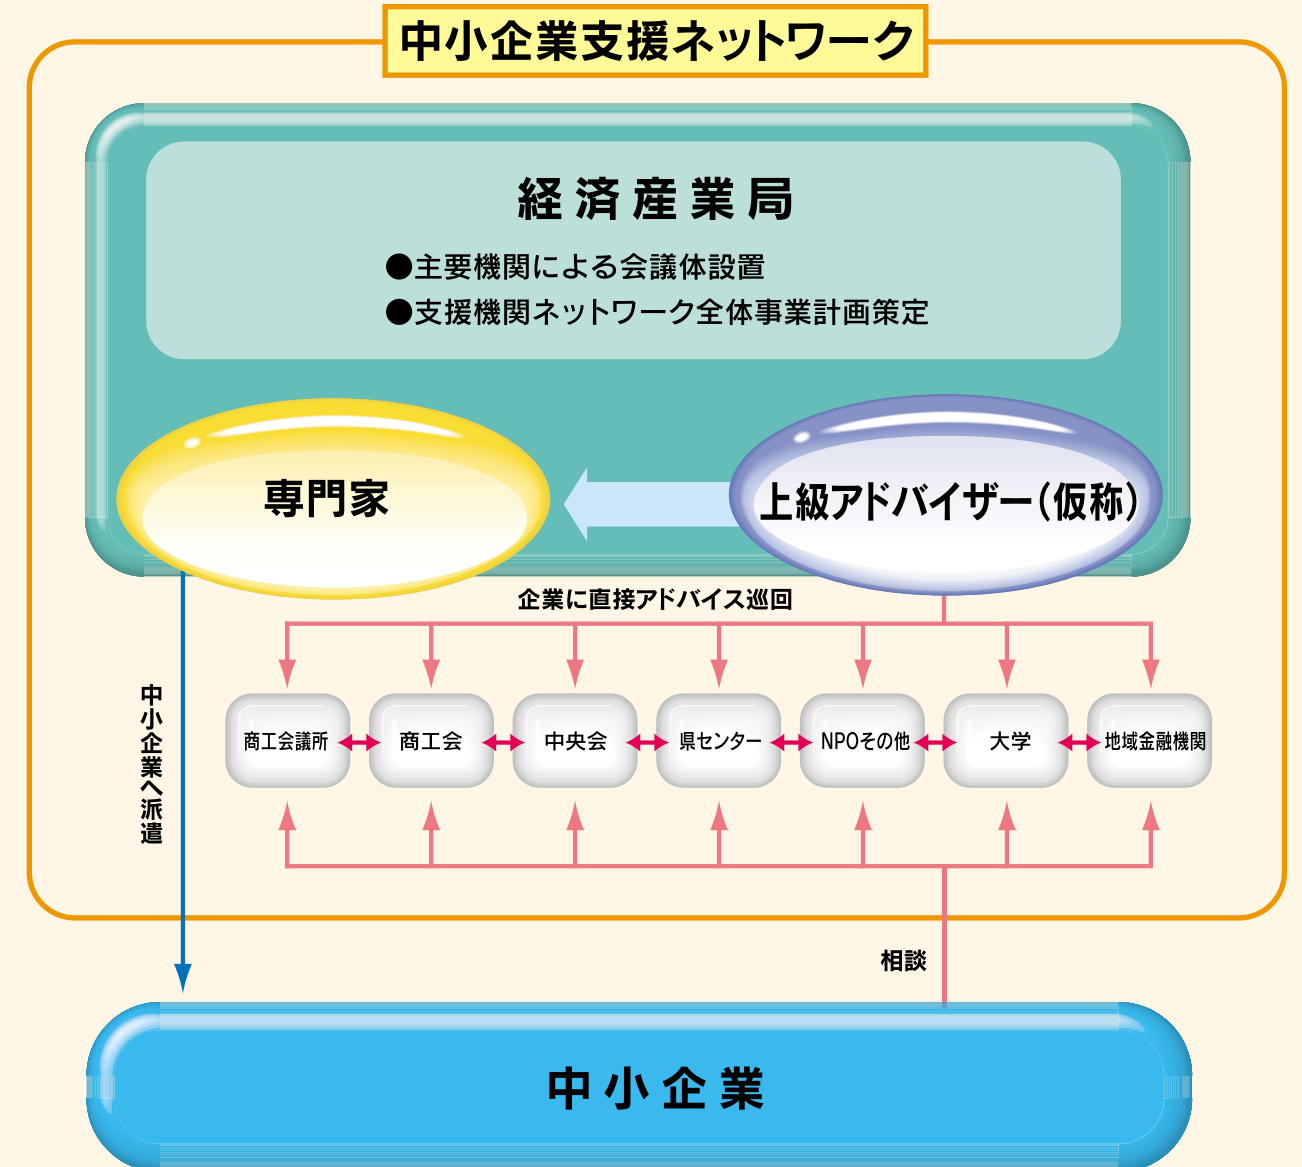 中小企業支援ネットワーク
経済産業局
●主要機関による会議体設置
●支援機関ネットワーク全体事業計画策定
専門家
上級アドバイザー（仮称）
企業に直接アドバイス巡回
中小企業へ派遣
商工会議所
商工会
中央会
県センター
NPOその他
大学
地域金融機関
相談
中小企業